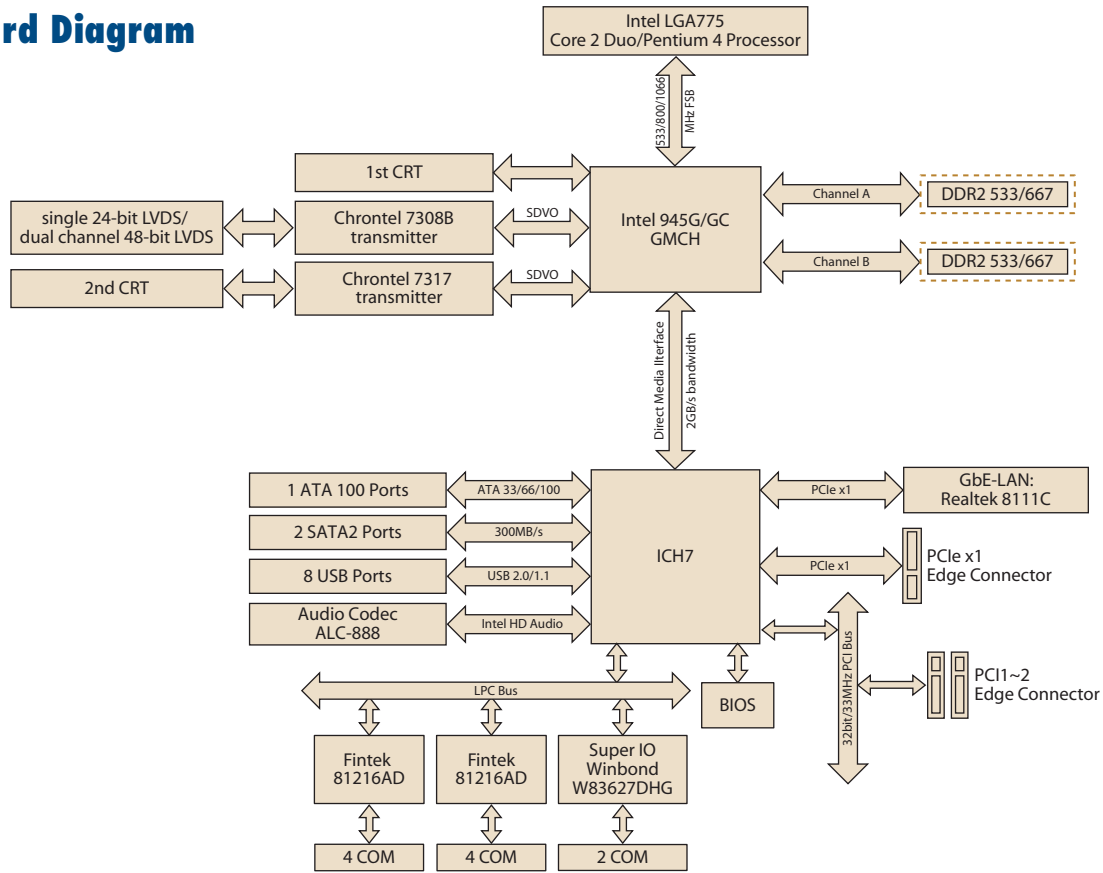 rd Diagram
Intel LGA775
Core 2 Duo/Pentium 4 Processor
533/800/1066
MHz FSB
1st CRT
single 24-bit LVDS/
dual channel 48-bit LVDS
Chrontel 7308B
transmitter
SDVO
2nd CRT
Chrontel 7317
transmitter
SDVO
Intel 945G/GC
GMCH
Channel A
DDR2 533/667
Channel B
DDR2 533/667
Direct Media IIterface
2GB/s bandwidth
1 ATA 100 Ports
ATA 33/66/100
2 SATA2 Ports
300MB/s
8 USB Ports
USB 2.0/1.1
Audio Codec
ALC-888
Intel HD Audio
ICH7
PCIe x1
GbE-LAN:
Realtek 8111C
PCIe x1
PCIe x1
Edge Connector
32bit/33MHz PCI Bus
PCI1~2
Edge Connector
LPC Bus
BIOS
Fintek
81216AD
Fintek
81216AD
Super IO
Winbond
W83627DHG
4 COM
4 COM
2 COM